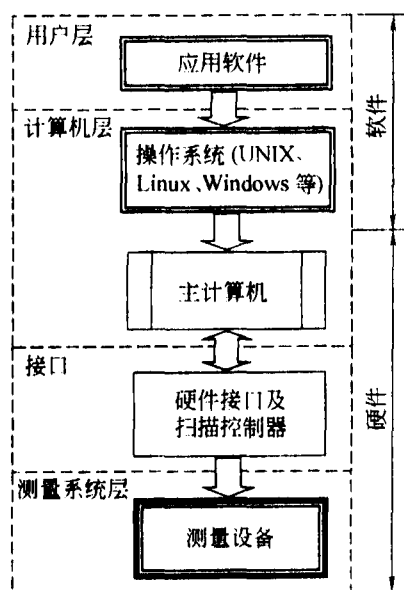 用户层
应用软件
计算机层
操作系统 (UNIX、
Linux、Windows 等)
主计算机
接口
硬件接口及
扫描控制器
测量系统层
测量设备
软件
硬件